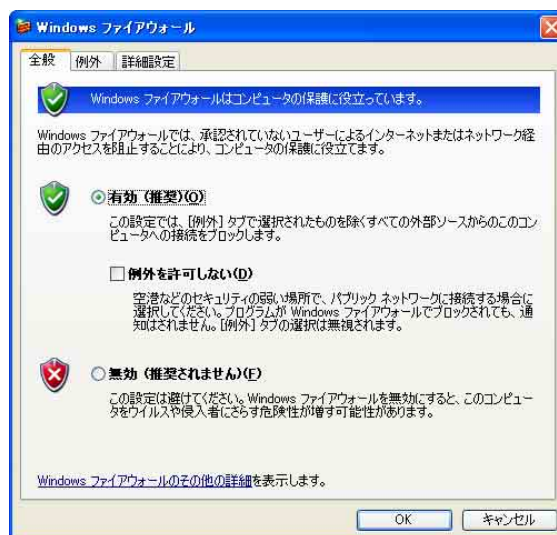 Windows ファイアウォール
全般 例外 詳細設定
Windows ファイアウォールはコンピュータの保護に役立っています。
Windows ファイアウォールでは、承認されていないユーザーによるインターネットまたはネットワーク経
由のアクセスを阻止することにより、コンピュータの保護に役立てます。
有効 (推奨)(O)
この設定では、[例外] タブで選択されたものを除くすべての外部ソースからのこのコン
ピュータへの接続をブロックします。
例外を許可しない(D)
空港などのセキュリティの弱い場所で、パブリック ネットワークに接続する場合に
選択してください。プログラムが Windows ファイアウォールでブロックされても、通
知はされません。[例外] タブの選択は無視されます。
無効 (推奨されません)(F)
この設定は避けてください。Windows ファイアウォールを無効にすると、このコンピュー
タをウイルスや侵入者にさらす危険性が増す可能性があります。
Windows ファイアウォールのその他の詳細を表示します。
OK キャンセル